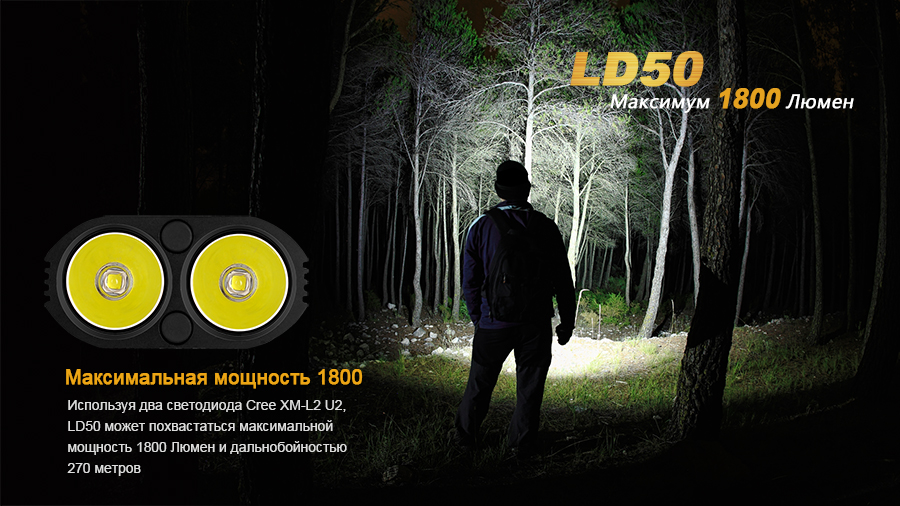 LD50
Максимум 1800 Люмен
Максимальная мощность 1800
Используя два светодиода Cree XM-L2 U2,
LD50 может похвастаться максимальной
мощность 1800 Люмен и дальнобойностью
270 метров